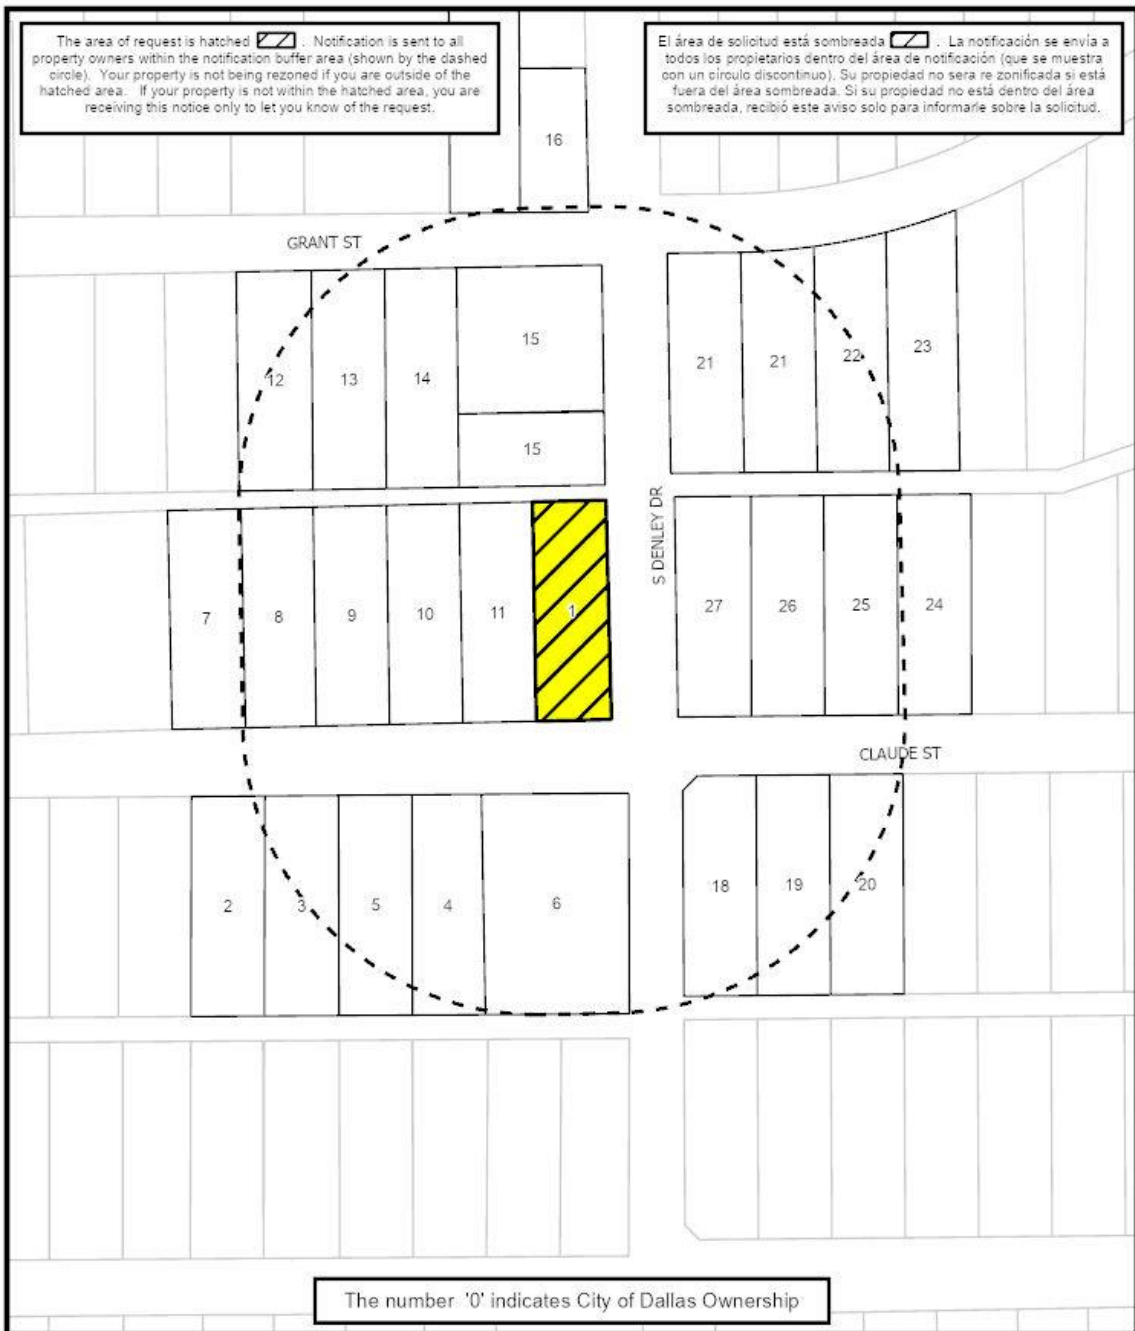 The area of request is hatched . Notification is sent to all
property owners within the notification buffer area (shown by the dashed
circle). Your property is not being rezoned if you are outside of the
hatched area. If your property is not within the hatched area, you are
receiving this notice only to let you know of the request.
El área de solicitud está sombreada . La notificación se envía a
todos los propietarios dentro del área de notificación (que se muestra
con un círculo discontinuo). Su propiedad no sera re zonificada si está
fuera del área sombreada. Si su propiedad no está dentro del área
sombreada, recibió este aviso solo para informarle sobre la solicitud.
16
GRANT ST
12
13
14
15
21
21
22
23
15
S DENLEY DR
7
8
9
10
11
1
27
26
25
24
CLAUDE ST
2
3
5
4
6
18
19
20
The number '0' indicates City of Dallas Ownership